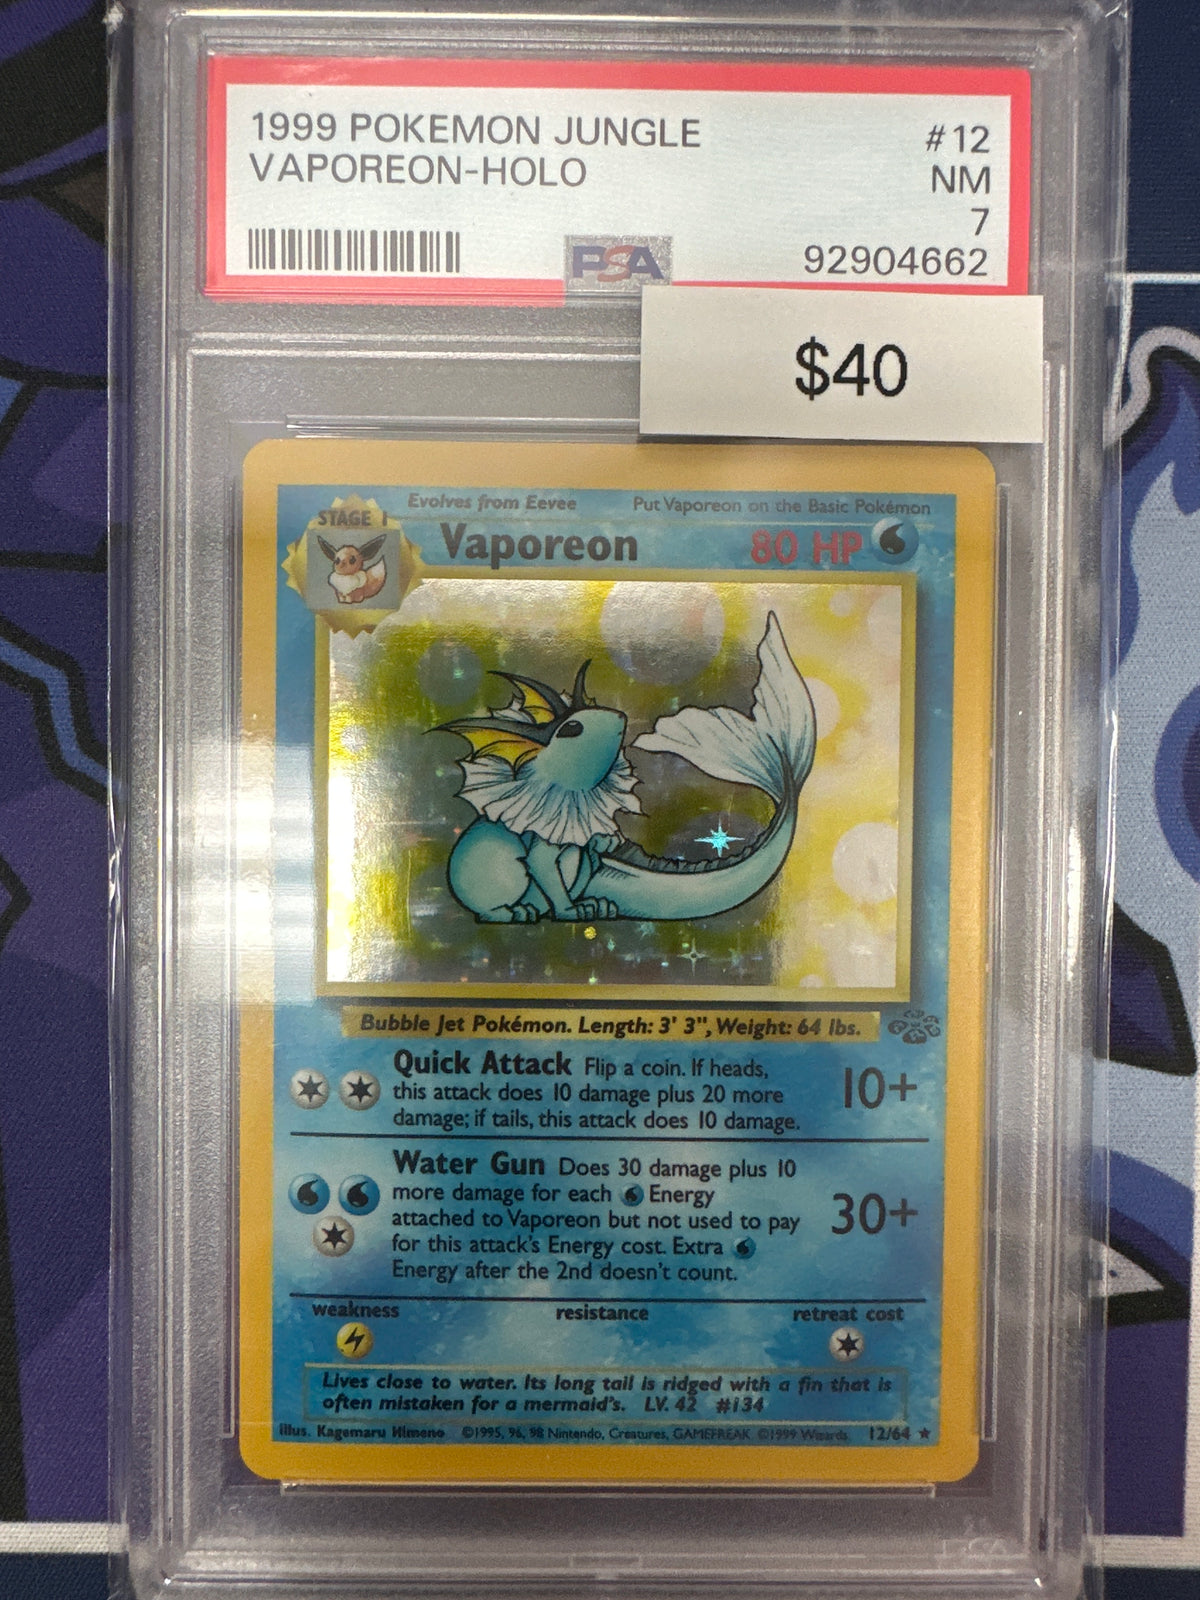 1999 POKEMON JUNGLE #12
VAPOREON-HOLO NM
7
PSA 92904662
$40
Evolves from Eevee Put Vaporeon on the Basic Pokémon
STAGE 1
Vaporeon 80 HP
Bubble Jet Pokémon. Length: 3' 3", Weight: 64 lbs.
Quick Attack Flip a coin. If heads,
this attack does 10 damage plus 20 more 10+
damage; if tails, this attack does 10 damage.
Water Gun Does 30 damage plus 10
more damage for each Energy
attached to Vaporeon but not used to pay 30+
for this attack's Energy cost. Extra
Energy after the 2nd doesn't count.
weakness resistance retreat cost
Lives close to water. Its long tail is ridged with a fin that is
often mistaken for a mermaid's. LV. 42 #134
Illus. Kagemaru Himeno ©1995, 96, 98 Nintendo, Creatures, GAMEFREAK ©1999 Wizards 12/64 ★